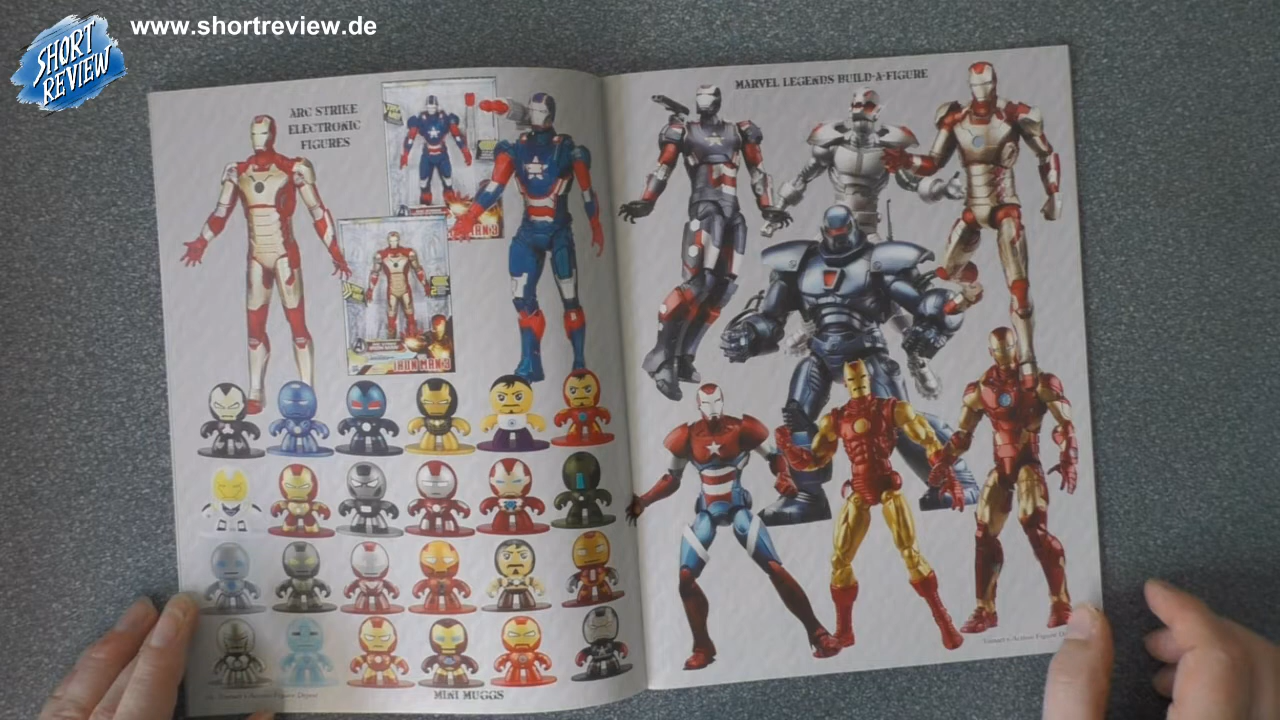 SHORT
REVIEW
www.shortreview.de
ARC STRIKE
ELECTRONIC
FIGURES
IRON MAN 3
MARVEL LEGENDS BUILD-A-FIGURE
MINI MUGGS